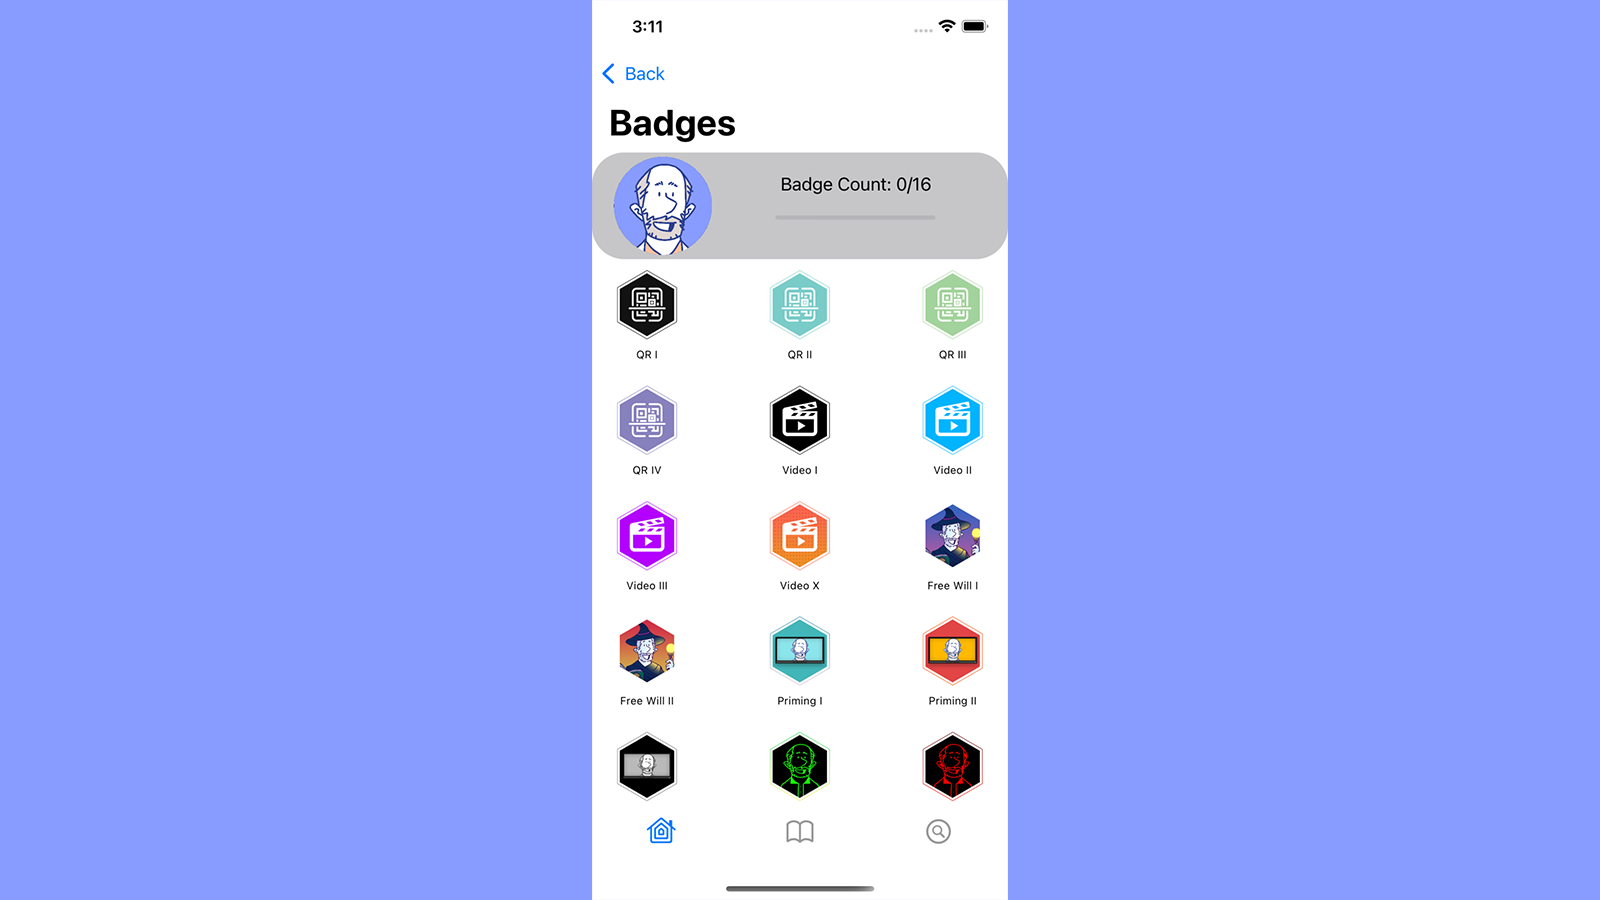 3:11
Back
Badges
Badge Count: 0/16
QR I
QR II
QR III
QR IV
Video I
Video II
Video III
Video X
Free Will I
Free Will II
Priming I
Priming II